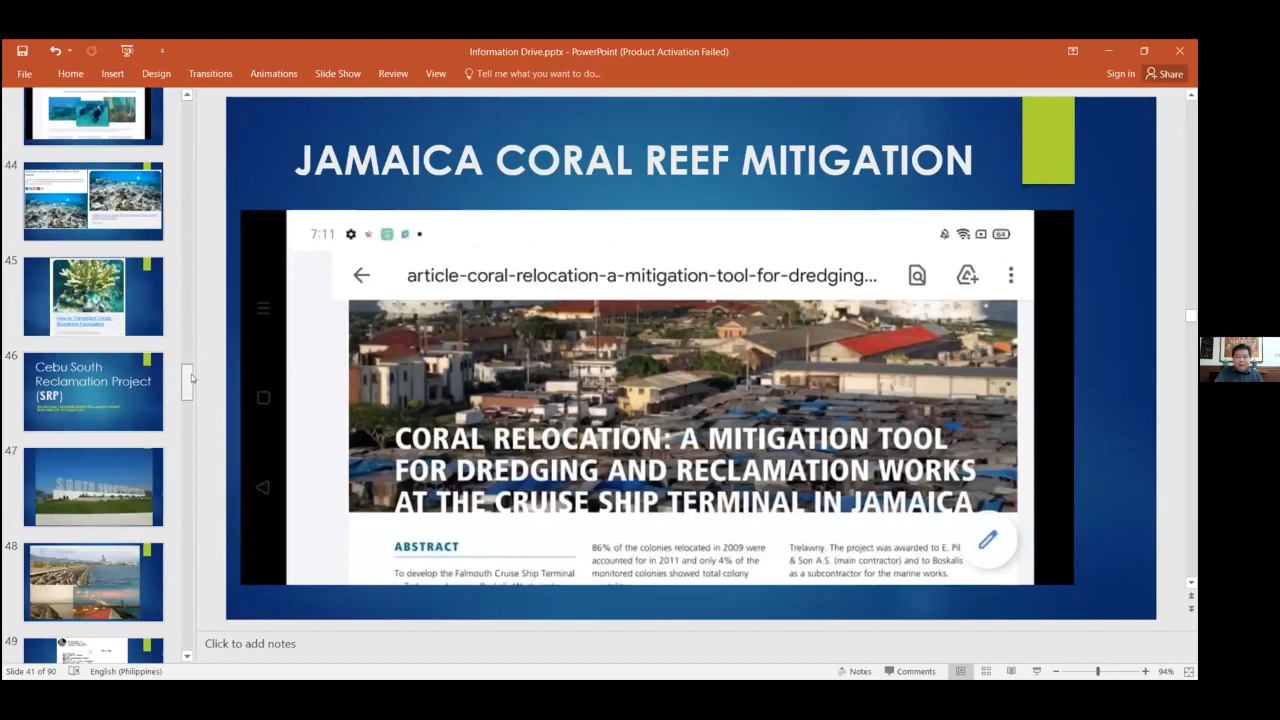 Information Drive.pptx - PowerPoint (Product Activation Failed)
File Home Insert Design Transitions Animations Slide Show Review View Tell me what you want to do... Sign in Share
44
45
How to Transplant Corals
46
Cebu South
Reclamation Project
(SRP)
47
48
49
JAMAICA CORAL REEF MITIGATION
7:11
64
article-coral-relocation-a-mitigation-tool-for-dredging...
CORAL RELOCATION: A MITIGATION TOOL
FOR DREDGING AND RECLAMATION WORKS
AT THE CRUISE SHIP TERMINAL IN JAMAICA
ABSTRACT
To develop the Falmouth Cruise Ship Terminal
86% of the colonies relocated in 2009 were
accounted for in 2011 and only 4% of the
monitored colonies showed total colony
Trelawny. The project was awarded to E. Pil
& Son A.S. (main contractor) and to Boskalis
as a subcontractor for the marine works.
Click to add notes
Slide 41 of 90 English (Philippines) Notes Comments 94%